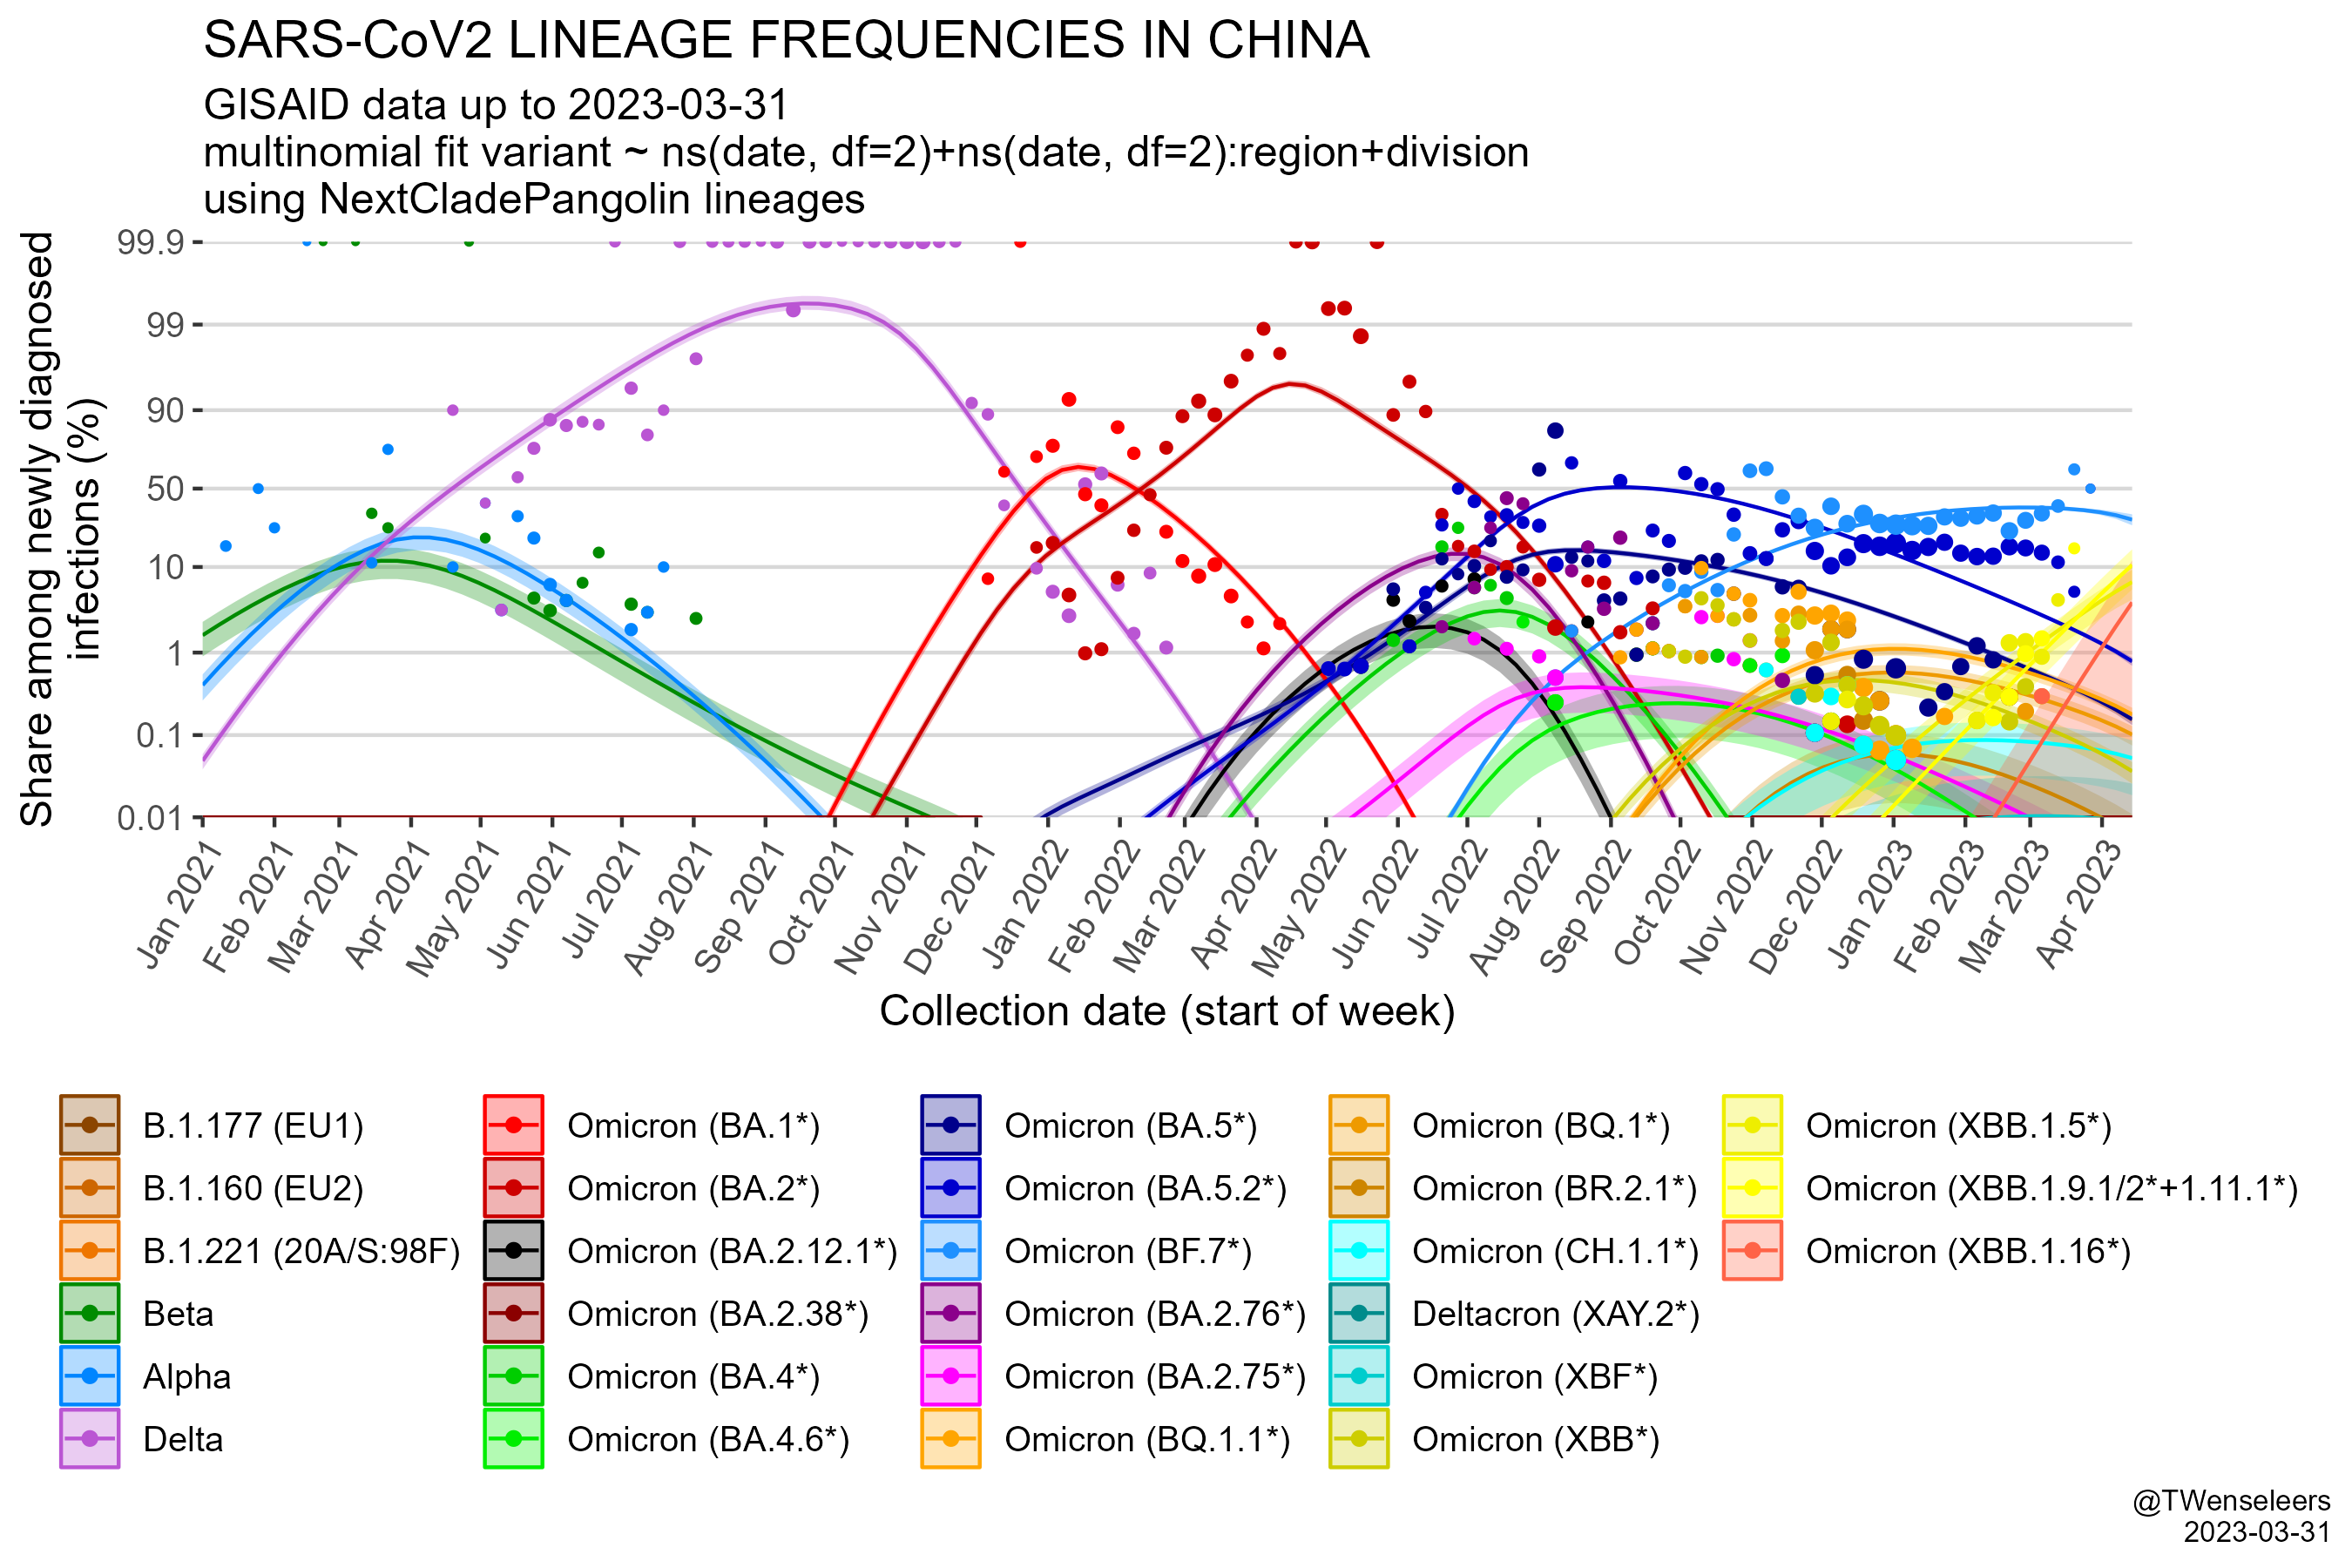 SARS-CoV2 LINEAGE FREQUENCIES IN CHINA
GISAID data up to 2023-03-31
multinomial fit variant ~ ns(date, df=2)+ns(date, df=2):region+division
using NextCladePangolin lineages
Share among newly diagnosed
infections (%)
99.9
99
90
50
10
1
0.1
0.01
Jan 2021
Feb 2021
Mar 2021
Apr 2021
May 2021
Jun 2021
Jul 2021
Aug 2021
Sep 2021
Oct 2021
Nov 2021
Dec 2021
Jan 2022
Feb 2022
Mar 2022
Apr 2022
May 2022
Jun 2022
Jul 2022
Aug 2022
Sep 2022
Oct 2022
Nov 2022
Dec 2022
Jan 2023
Feb 2023
Mar 2023
Apr 2023
Collection date (start of week)
B.1.177 (EU1)
B.1.160 (EU2)
B.1.221 (20A/S:98F)
Beta
Alpha
Delta
Omicron (BA.1*)
Omicron (BA.2*)
Omicron (BA.2.12.1*)
Omicron (BA.2.38*)
Omicron (BA.4*)
Omicron (BA.4.6*)
Omicron (BA.5*)
Omicron (BA.5.2*)
Omicron (BF.7*)
Omicron (BA.2.76*)
Omicron (BA.2.75*)
Omicron (BQ.1.1*)
Omicron (BQ.1*)
Omicron (BR.2.1*)
Omicron (CH.1.1*)
Deltacron (XAY.2*)
Omicron (XBF*)
Omicron (XBB*)
Omicron (XBB.1.5*)
Omicron (XBB.1.9.1/2*+1.11.1*)
Omicron (XBB.1.16*)
@TWenseleers
2023-03-31